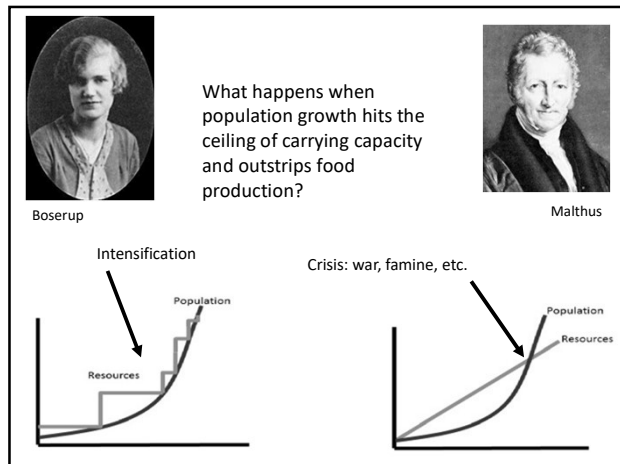 What happens when
population growth hits the
ceiling of carrying capacity
and outstrips food
production?
Boserup
Malthus
Intensification
Population
Resources
Crisis: war, famine, etc.
Population
Resources